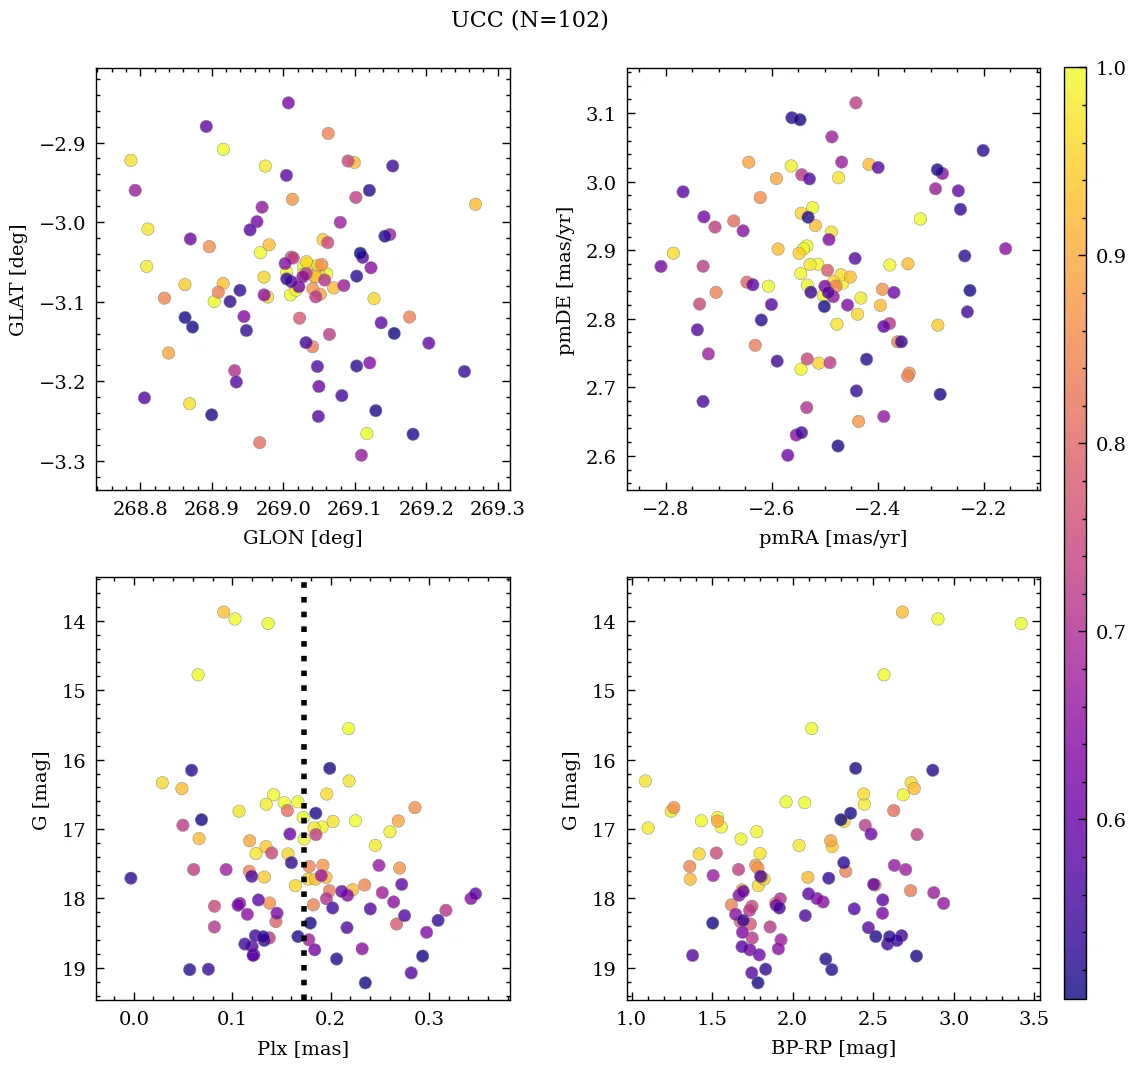 UCC (N=102)
−2.9
−3.0
−3.1
−3.2
−3.3
GLAT [deg]
268.8 268.9 269.0 269.1 269.2 269.3
GLON [deg]
3.1
3.0
2.9
2.8
2.7
2.6
pmDE [mas/yr]
−2.8 −2.6 −2.4 −2.2
pmRA [mas/yr]
14
15
16
17
18
19
G [mag]
0.0 0.1 0.2 0.3
Plx [mas]
14
15
16
17
18
19
G [mag]
1.0 1.5 2.0 2.5 3.0 3.5
BP-RP [mag]
1.0
0.9
0.8
0.7
0.6